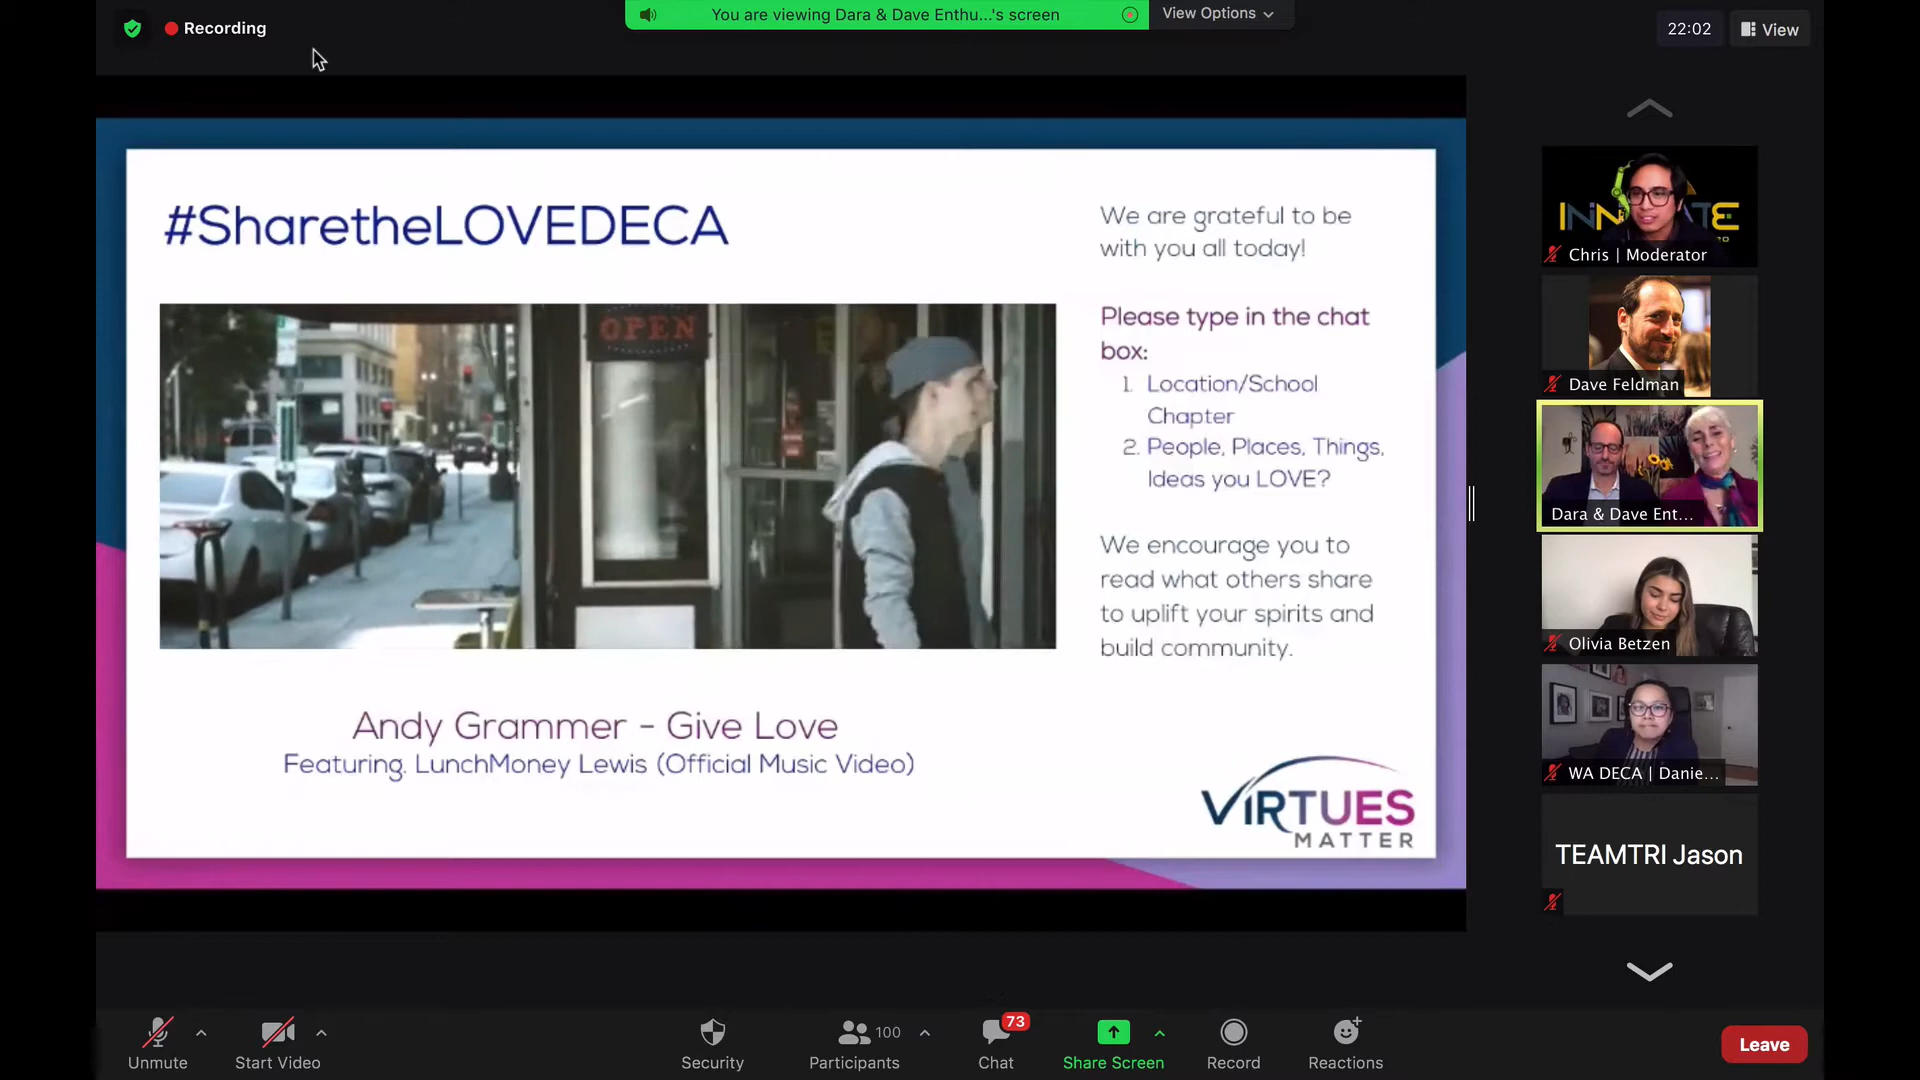 Recording
You are viewing Dara & Dave Enthu...'s screen
View Options
22:02
View
#SharetheLOVEDECA
OPEN
Andy Grammer - Give Love
Featuring. LunchMoney Lewis (Official Music Video)
We are grateful to be
with you all today!
Please type in the chat
box:
1. Location/School
Chapter
2. People, Places, Things,
Ideas you LOVE?
We encourage you to
read what others share
to uplift your spirits and
build community.
VIRTUES
MATTER
Chris | Moderator
Dave Feldman
Dara & Dave Ent...
Olivia Betzen
WA DECA | Danie...
TEAMTRI Jason
Unmute
Start Video
Security
100
Participants
73
Chat
Share Screen
Record
Reactions
Leave